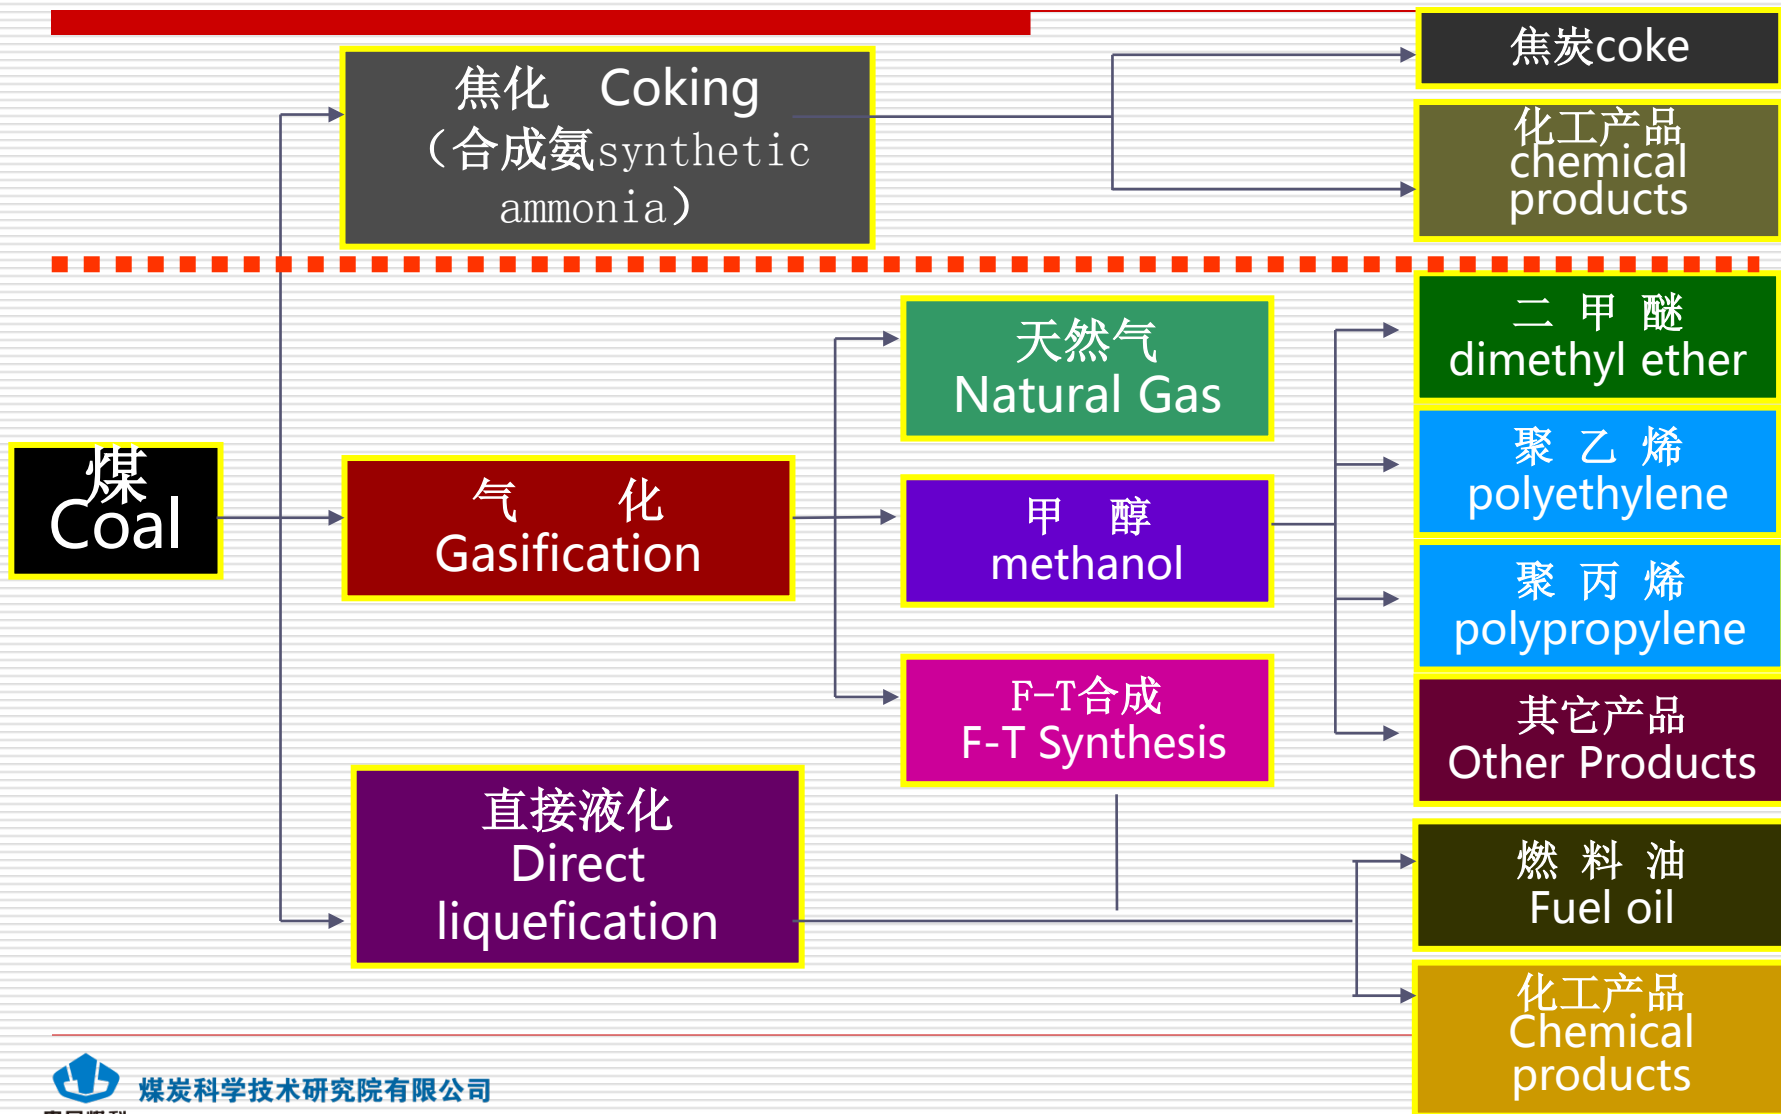 焦炭coke
焦化 Coking
（合成氨synthetic
ammonia）
化工产品
chemical
products
二 甲 醚
dimethyl ether
天然气
Natural Gas
聚 乙 烯
polyethylene
煤
Coal
气 化
Gasification
甲 醇
methanol
聚 丙 烯
polypropylene
F-T合成
F-T Synthesis
其它产品
Other Products
直接液化
Direct
liquefication
燃 料 油
Fuel oil
化工产品
Chemical
products
煤炭科学技术研究院有限公司